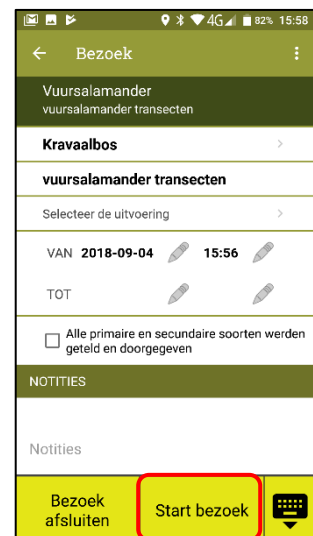 4G 82% 15:58
Bezoek
Vuursalamander
vuursalamander transecten
Kravaalbos
vuursalamander transecten
Selecteer de uitvoering
VAN 2018-09-04 15:56
TOT
Alle primaire en secundaire soorten werden
geteld en doorgegeven
NOTITIES
Notities
Bezoek
afsluiten
Start bezoek